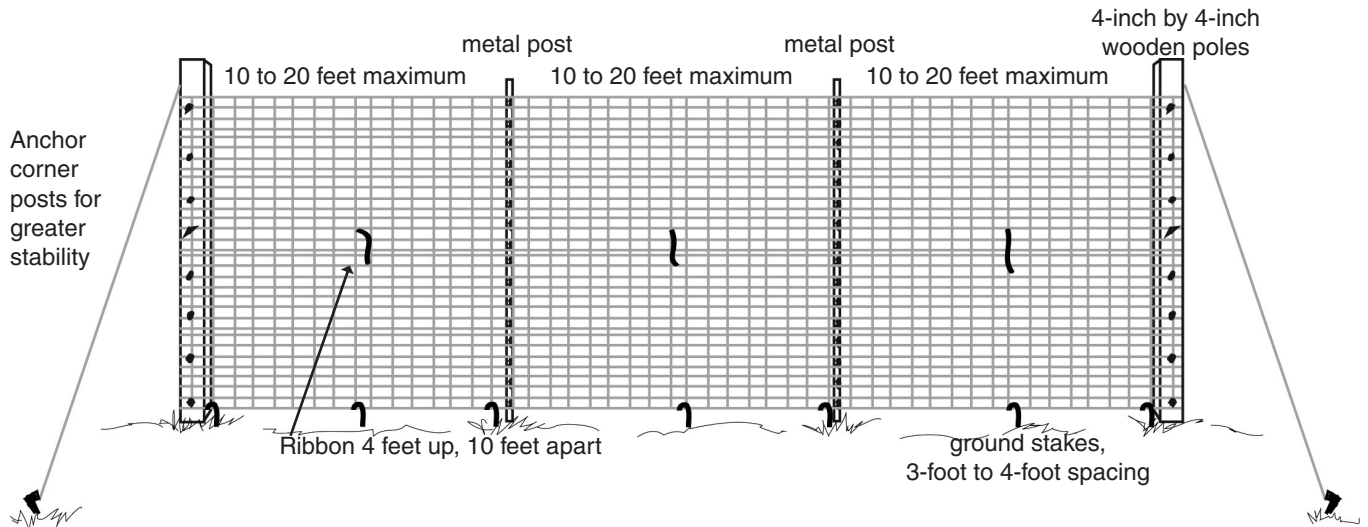 4-inch by 4-inch
wooden poles
metal post
metal post
10 to 20 feet maximum
10 to 20 feet maximum
10 to 20 feet maximum
Anchor
corner
posts for
greater
stability
Ribbon 4 feet up, 10 feet apart
ground stakes,
3-foot to 4-foot spacing